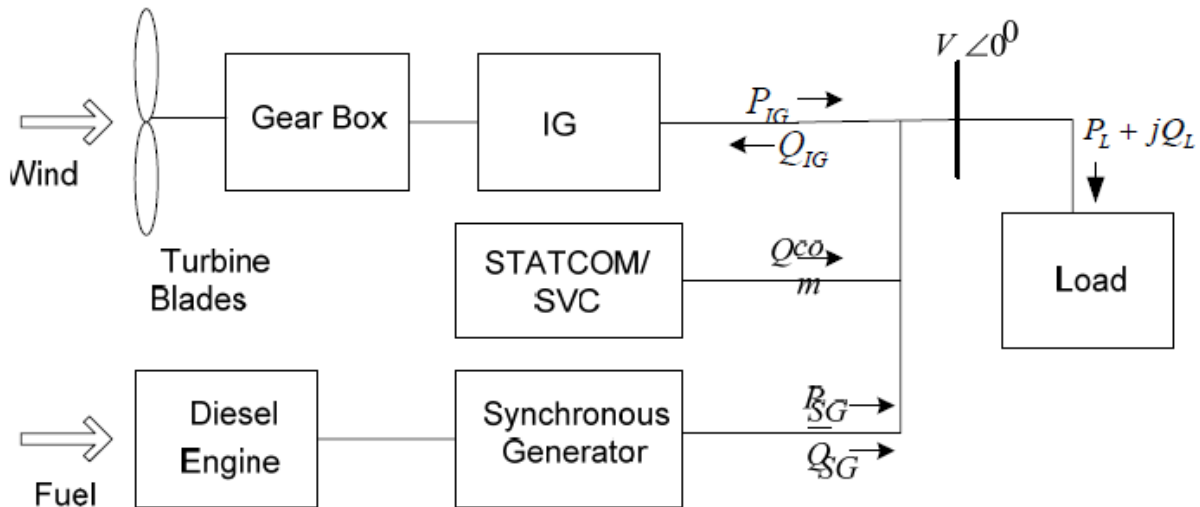 V ∠0⁰
Gear Box
IG
P_IG
Q_IG
P_L + jQ_L
Wind
Turbine
Blades
STATCOM/
SVC
Q com
Load
Diesel
Engine
Synchronous
Generator
P_SG
Q_SG
Fuel